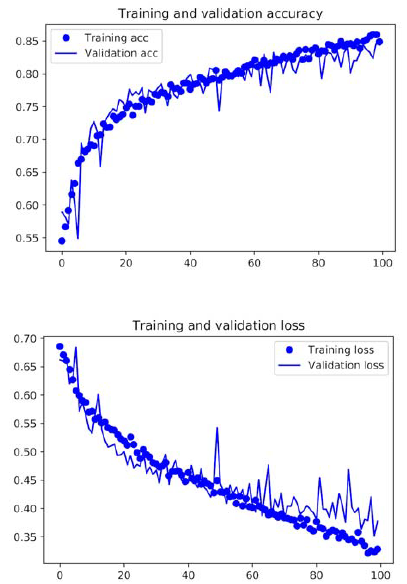 Training and validation accuracy
Training acc
Validation acc
0.85
0.80
0.75
0.70
0.65
0.60
0.55
0 20 40 60 80 100
Training and validation loss
Training loss
Validation loss
0.70
0.65
0.60
0.55
0.50
0.45
0.40
0.35
0 20 40 60 80 100